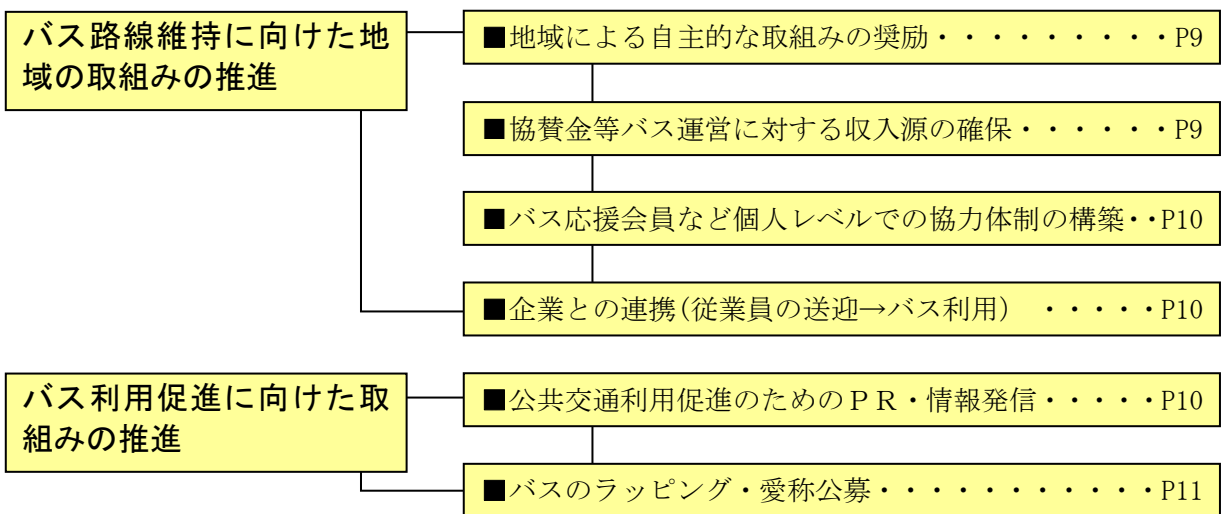 バス路線維持に向けた地
域の取組みの推進
■地域による自主的な取組みの奨励・・・・・・・・・P9
■協賛金等バス運営に対する収入源の確保・・・・・・P9
■バス応援会員など個人レベルでの協力体制の構築・・P10
■企業との連携(従業員の送迎→バス利用) ・・・・・P10
バス利用促進に向けた取
組みの推進
■公共交通利用促進のためのPR・情報発信・・・・・P10
■バスのラッピング・愛称公募・・・・・・・・・・・P11